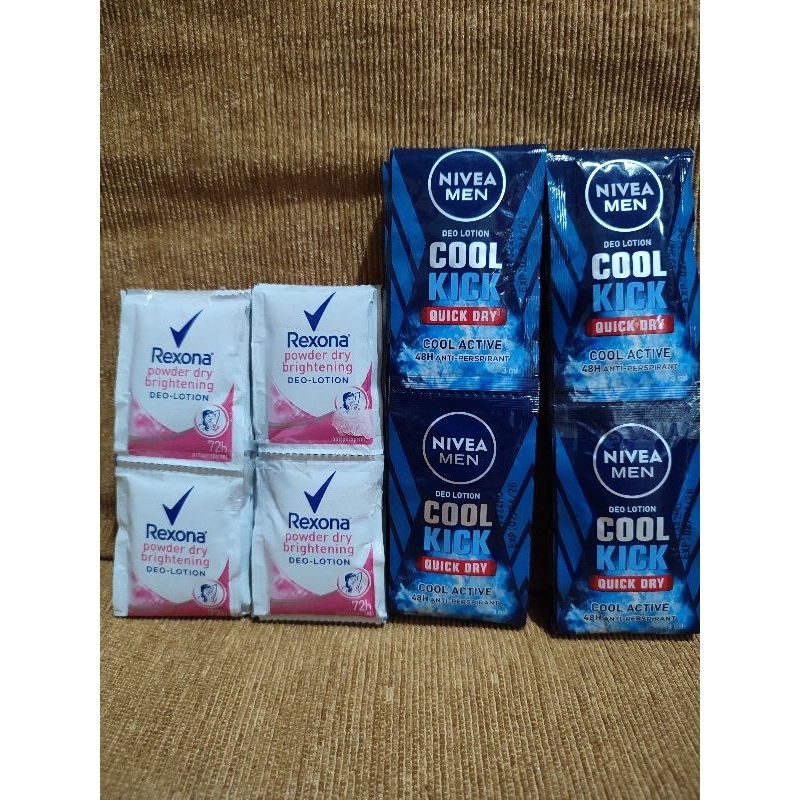 Rexona
powder dry
brightening
DEO-LOTION
72h
Rexona
powder dry
brightening
DEO-LOTION
NIVEA
MEN
DEO LOTION
COOL
KICK
QUICK DRY
COOL ACTIVE
48H ANTI-PERSPIRANT
3 ml
NIVEA
MEN
DEO LOTION
COOL
KICK
QUICK DRY
COOL ACTIVE
48H ANTI-PERSPIRANT
Rexona
powder dry
brightening
DEO-LOTION
Rexona
powder dry
brightening
DEO-LOTION
72h
NIVEA
MEN
DEO LOTION
COOL
KICK
QUICK DRY
COOL ACTIVE
48H ANTI-PERSPIRANT
NIVEA
MEN
DEO LOTION
COOL
KICK
QUICK DRY
COOL ACTIVE
48H ANTI-PERSPIRANT